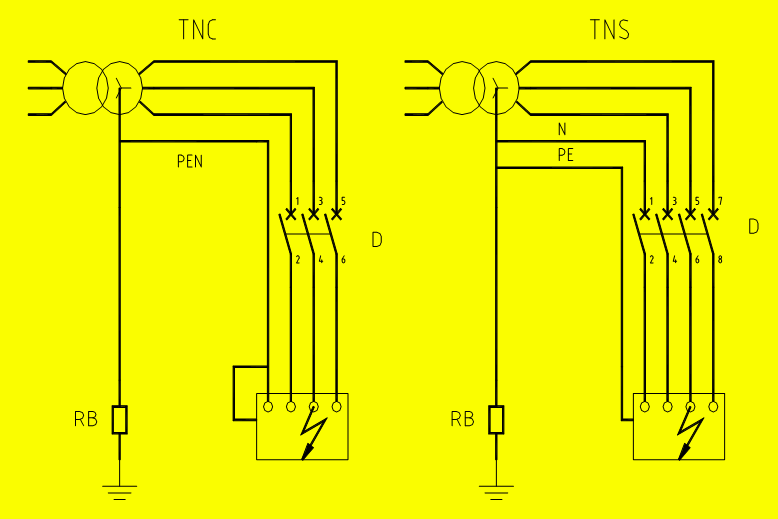 TNC
TNS
PEN
N
PE
1 3 5
D
2 4 6
1 3 5 7
D
2 4 6 8
RB
RB